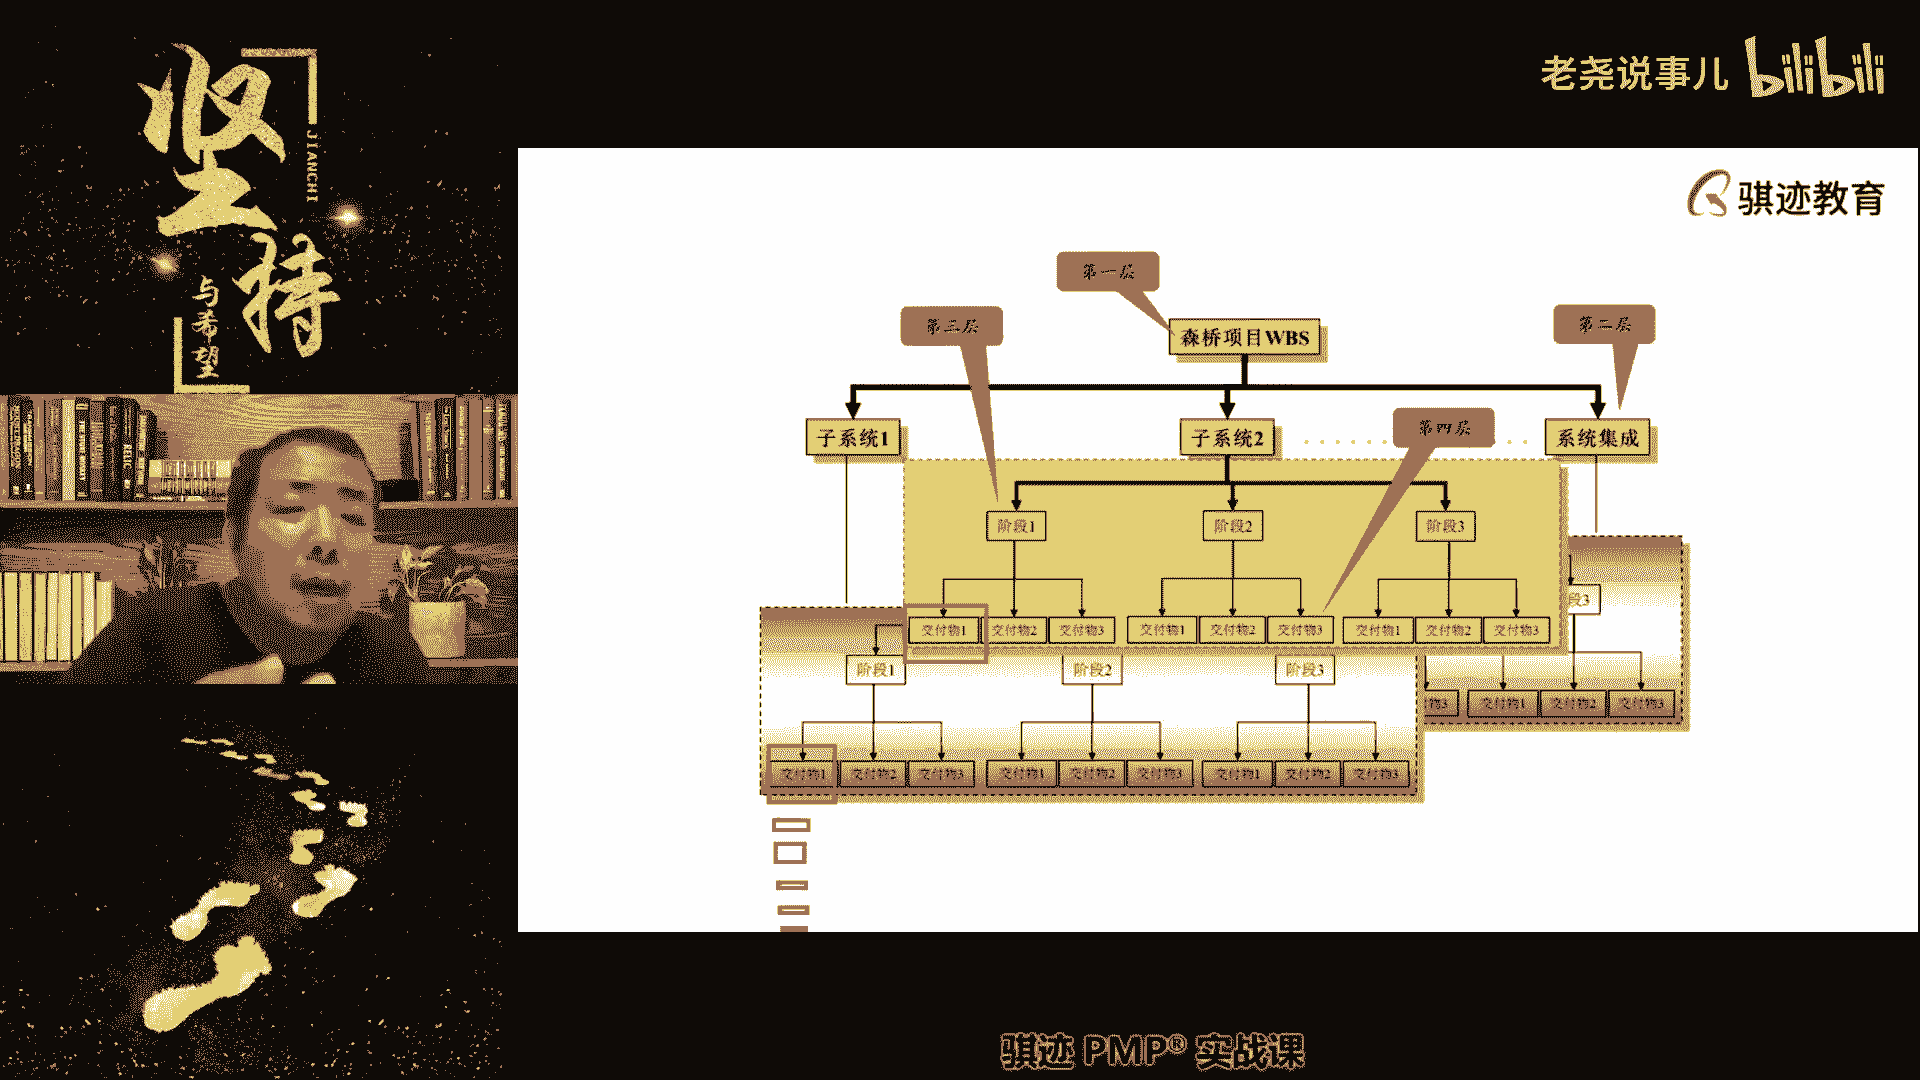 坚持
JIANCHI
与希望
老尧说事儿 bilibili
骐迹教育
第一层
第三层
第二层
森桥项目WBS
子系统1
子系统2
第四层
系统集成
阶段1
阶段2
阶段3
段3
交付物1
交付物2
交付物3
交付物1
交付物2
交付物3
交付物1
交付物2
交付物3
阶段1
阶段2
阶段3
物3
交付物1
交付物2
交付物3
交付物1
交付物2
交付物3
交付物1
交付物2
交付物3
交付物1
交付物2
交付物3
骐迹 PMP® 实战课